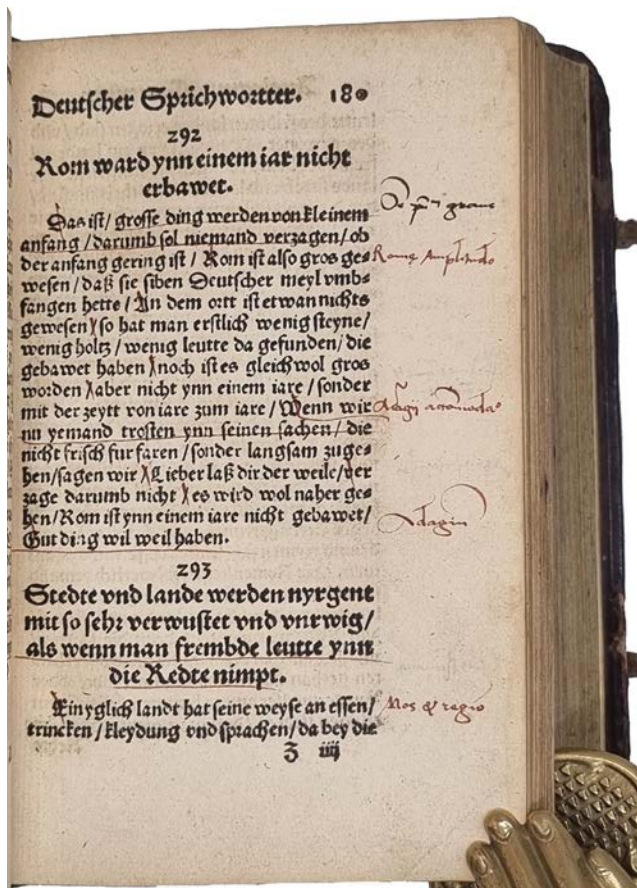 Deutscher Sprichwortter. 180
292
Rom ward ynn einem iar nicht
erbawet.
Das ist/ grosse ding werden von kleinem
anfang/ darumb sol niemand verzagen/ ob
der anfang gering ist/ Rom ist also gros ge⸗
wesen/ daß sie siben Deutscher meyl vmb⸗
fangen hette/ In dem ortt ist etwan nichts
gewesen/ so hat man erstlich wenig steyne/
wenig holtz/ wenig leutte da gefunden/ die
gebawet haben/ noch ist es gleichwol gros
worden/ aber nicht ynn einem iare/ sonder
mit der zeytt von iare zum iare/ Wenn wir
nu yemand trosten ynn seinen sachen/ die
nicht frisch fur faren/ sonder langsam zuge⸗
hen/ sagen wir/ Lieber laß dir der weile/ ver
zage darumb nicht/ es wird wol naher ge⸗
hen/ Rom ist ynn einem iare nicht gebawet/
Gut ding wil weil haben.
Romę Amplitudo
Adagij
Adagiū
293
Stedte vnd lande werden nyrgent
mit so sehr verwustet vnd vnrwig/
als wenn man frembde leutte ynn
die Redte nimpt.
Ein yglich landt hat seine weyse an essen/
trincken/ kleydung vnd sprachen/ da bey die
Mos & regio
Z iiij